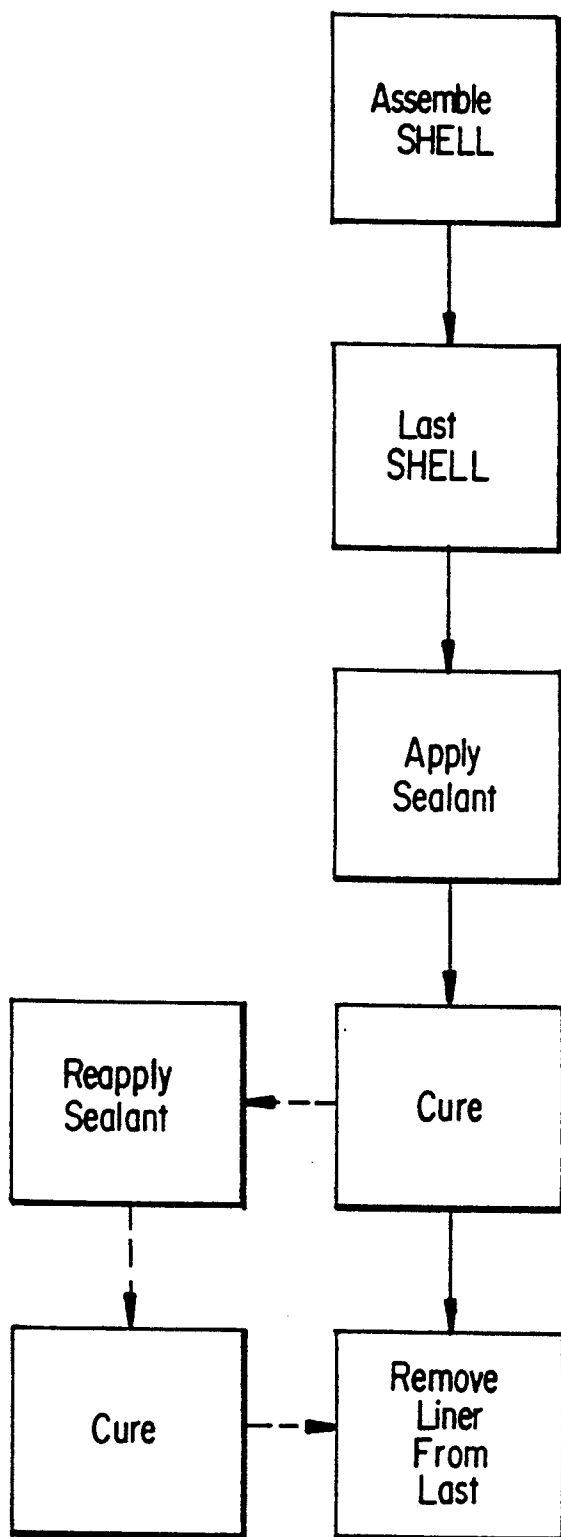 Assemble
SHELL
Last
SHELL
Apply
Sealant
Reapply
Sealant
Cure
Cure
Remove
Liner
From
Last